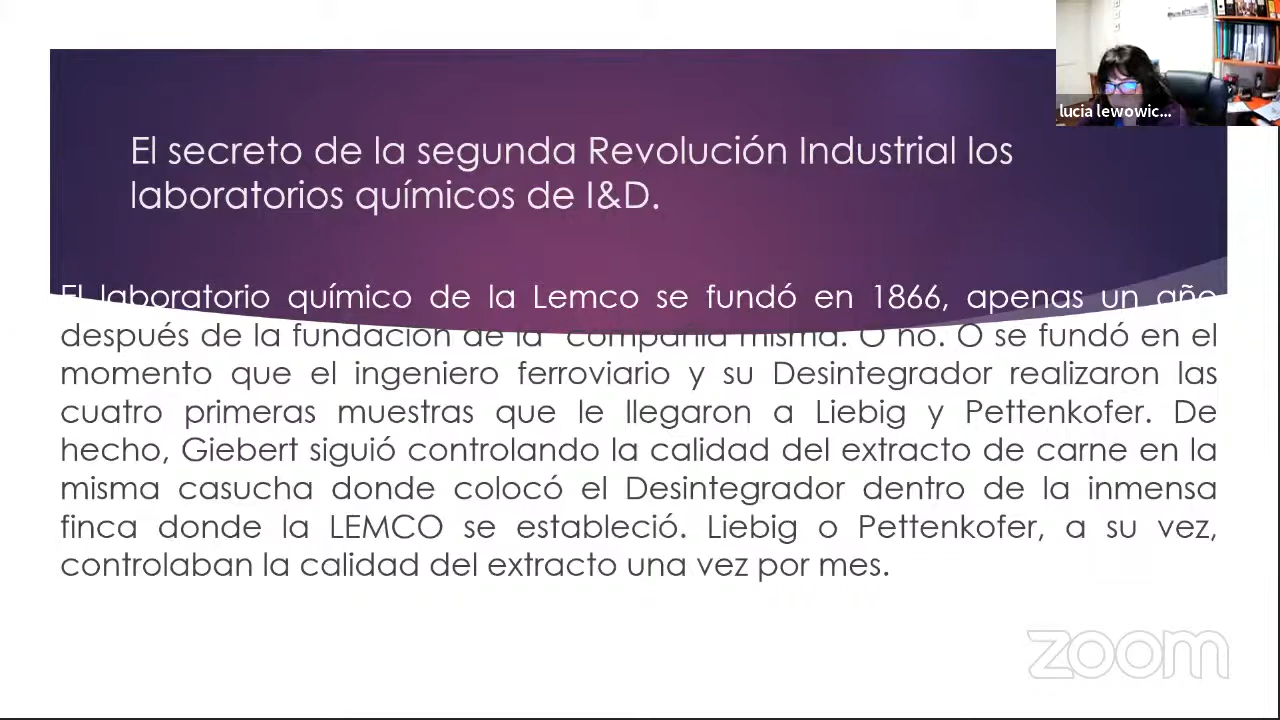 lucia lewowic...
El secreto de la segunda Revolución Industrial los
laboratorios químicos de I&D.
El laboratorio químico de la Lemco se fundó en 1866, apenas un año
después de la fundación de la compañía misma. O no. O se fundó en el
momento que el ingeniero ferroviario y su Desintegrador realizaron las
cuatro primeras muestras que le llegaron a Liebig y Pettenkofer. De
hecho, Giebert siguió controlando la calidad del extracto de carne en la
misma casucha donde colocó el Desintegrador dentro de la inmensa
finca donde la LEMCO se estableció. Liebig o Pettenkofer, a su vez,
controlaban la calidad del extracto una vez por mes.
zoom